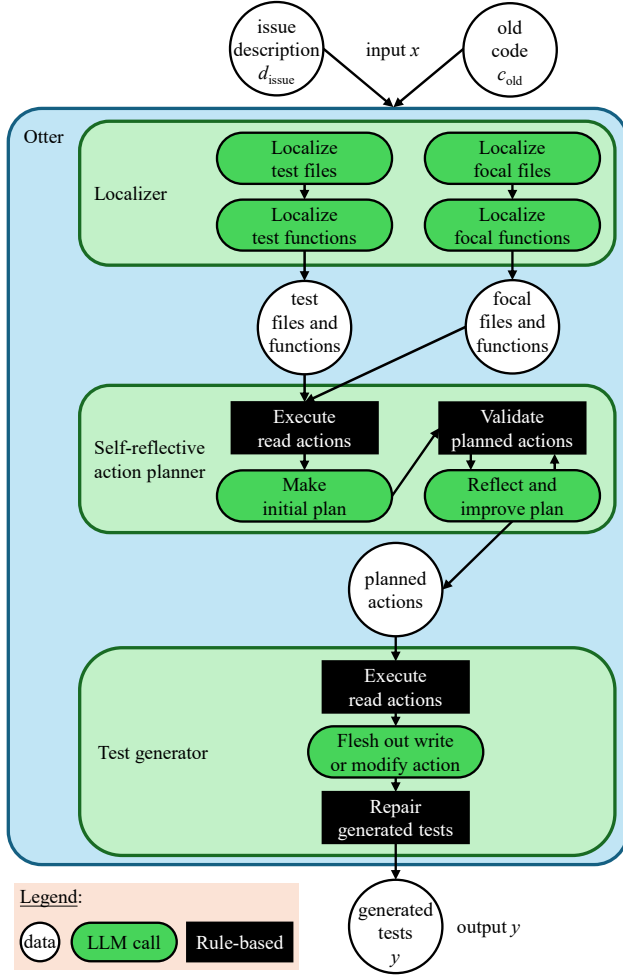 issue
description
d_issue
input x
old
code
c_old
Otter
Localizer
Localize
test files
Localize
focal files
Localize
test functions
Localize
focal functions
test
files and
functions
focal
files and
functions
Self-reflective
action planner
Execute
read actions
Validate
planned actions
Make
initial plan
Reflect and
improve plan
planned
actions
Test generator
Execute
read actions
Flesh out write
or modify action
Repair
generated tests
Legend:
data
LLM call
Rule-based
generated
tests
y
output y